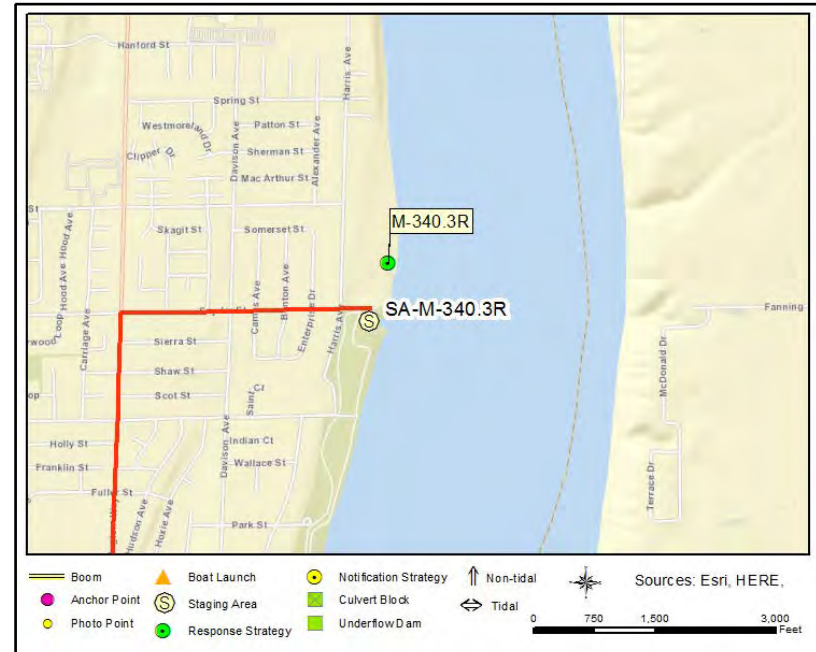 Hanford St
Harris Ave
Spring St
Westmoreland Dr
Patton St
Clipper Dr
Davison Ave
Sherman St
Alexander Ave
Mac Arthur St
M-340.3R
St
Hood Ave
Hood Ave
Skagit St
Somerset St
SA-M-340.3R
S
Fanning
Loop
wood
Carriage Ave
Camas Ave
Benton Ave
Enterprise Dr
Harris Ave
Sierra St
McDonald Dr
Shaw St
op
Scot St
Saint Ct
Davison Ave
Holly St
Indian Ct
Franklin St
Wallace St
Terrace Dr
Fuller St
Hudson Ave
Hoxie Ave
Park St
Boom
Boat Launch
Notification Strategy
Non-tidal
Sources: Esri, HERE,
Anchor Point
S Staging Area
Culvert Block
Tidal
Photo Point
Response Strategy
Underflow Dam
0 750 1,500 3,000
Feet